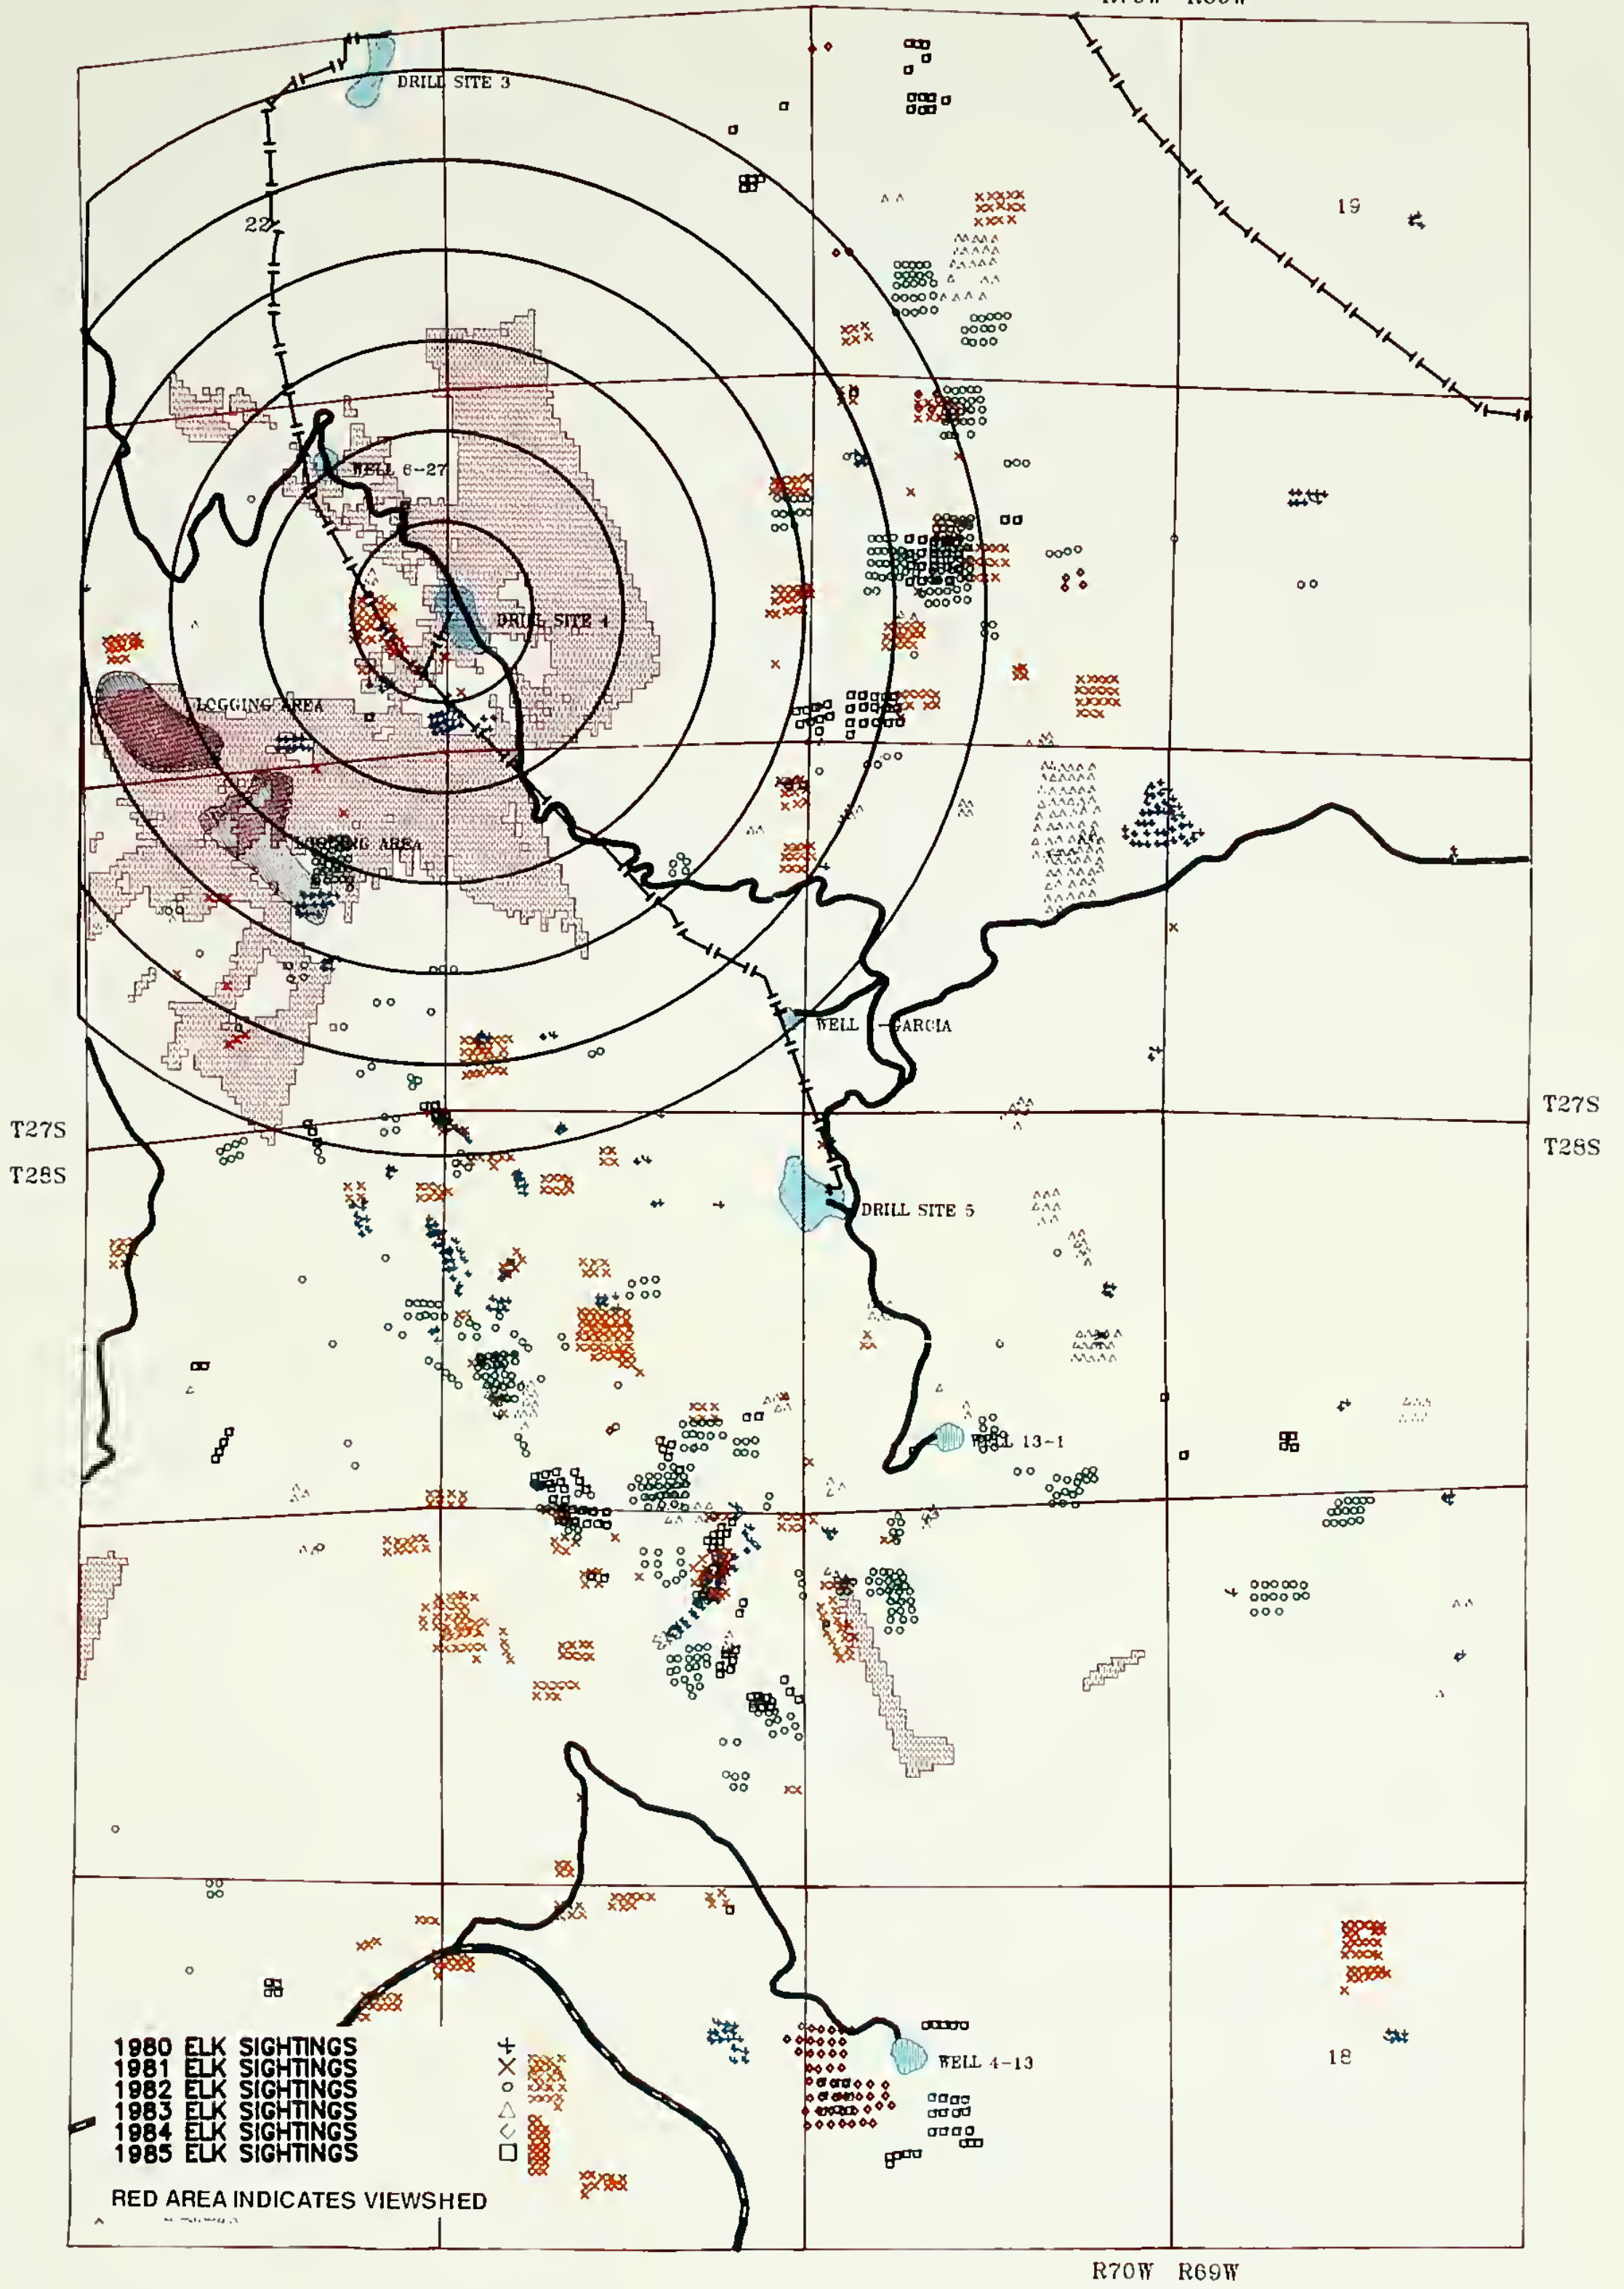 DRILL SITE 3
22
19
WELL 6-27
DRILL SITE 4
LOGGING AREA
LOGGING AREA
WELL 1-GARCIA
T27S
T27S
T28S
T28S
DRILL SITE 5
WELL 13-1
1980 ELK SIGHTINGS
1981 ELK SIGHTINGS
1982 ELK SIGHTINGS
1983 ELK SIGHTINGS
1984 ELK SIGHTINGS
1985 ELK SIGHTINGS
RED AREA INDICATES VIEWSHED
WELL 4-13
18
R70W R69W